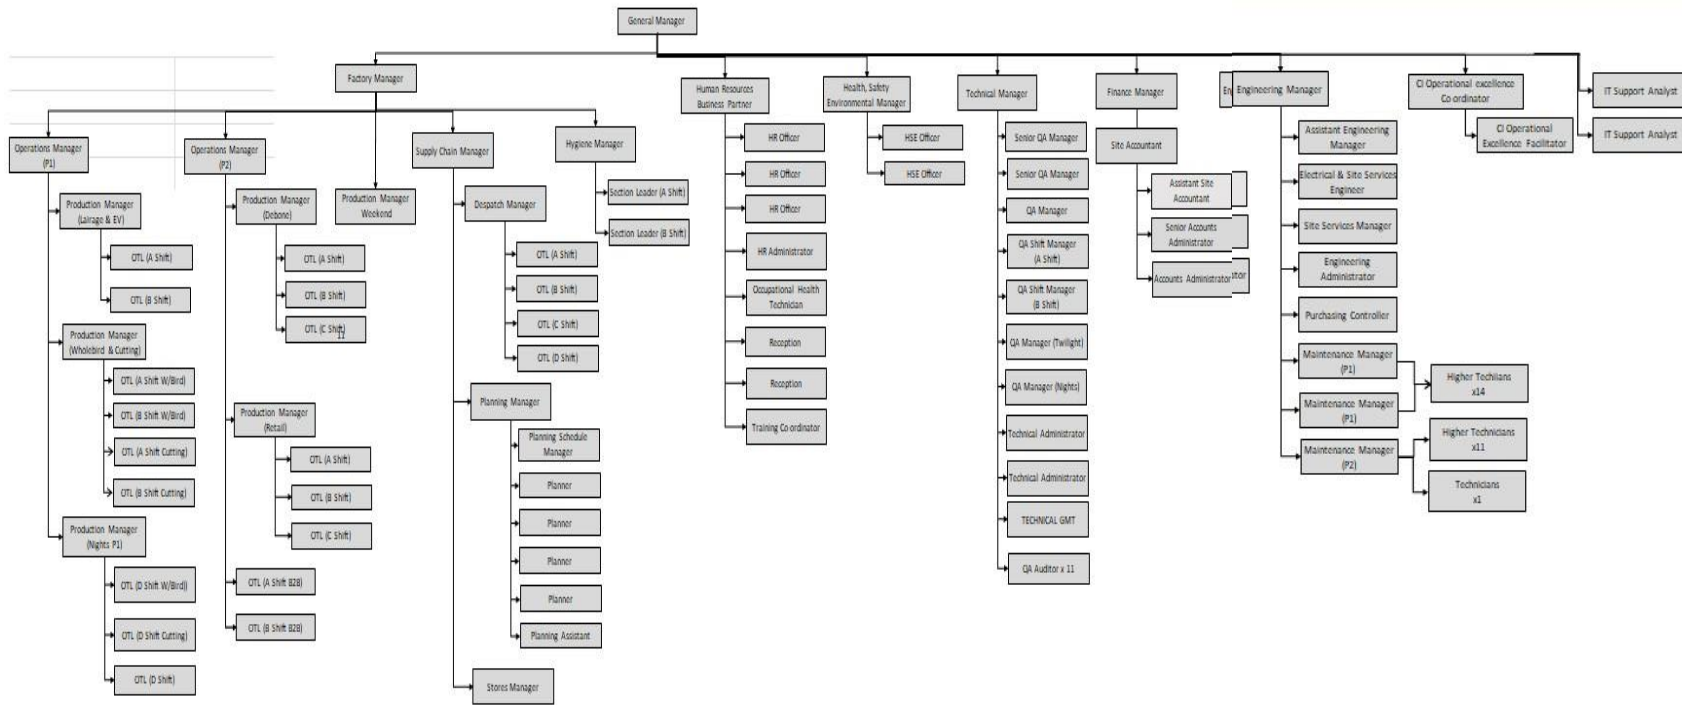 General Manager
Factory Manager
Operations Manager
(P1)
Production Manager
(Lairage & EV)
OTL (A Shift)
OTL (B Shift)
Production Manager
(Wholebird & Cutting)
OTL (A Shift W/Bird)
OTL (B Shift W/Bird)
OTL (A Shift Cutting)
OTL (B Shift Cutting)
Production Manager
(Nights P1)
OTL (D Shift W/Bird))
OTL (D Shift Cutting)
OTL (D Shift)
Operations Manager
(P2)
Production Manager
(Debone)
OTL (A Shift)
OTL (B Shift)
OTL (C Shift)
11
Production Manager
(Retail)
OTL (A Shift)
OTL (B Shift)
OTL (C Shift)
OTL (A Shift B2B)
OTL (B Shift B2B)
Production Manager
Weekend
Supply Chain Manager
Despatch Manager
OTL (A Shift)
OTL (B Shift)
OTL (C Shift)
OTL (D Shift)
Planning Manager
Planning Schedule
Manager
Planner
Planner
Planner
Planner
Planning Assistant
Stores Manager
Hygiene Manager
Section Leader (A Shift)
Section Leader (B Shift)
Human Resources
Business Partner
HR Officer
HR Officer
HR Officer
HR Administrator
Occupational Health
Technician
Reception
Reception
Training Co ordinator
Health, Safety
Environmental Manager
HSE Officer
HSE Officer
Technical Manager
Senior QA Manager
Senior QA Manager
QA Manager
QA Shift Manager
(A Shift)
QA Shift Manager
(B Shift)
QA Manager (Twilight)
QA Manager (Nights)
Technical Administrator
Technical Administrator
TECHNICAL GMT
QA Auditor x 11
Finance Manager
Site Accountant
Assistant Site
Accountant
Senior Accounts
Administrator
Accounts Administrator
tor
En
Engineering Manager
Assistant Engineering
Manager
Electrical & Site Services
Engineer
Site Services Manager
Engineering
Administrator
Purchasing Controller
Maintenance Manager
(P1)
Maintenance Manager
(P1)
Maintenance Manager
(P2)
Higher Techiians
x14
Higher Technicians
x11
Technicians
x1
CI Operational excellence
Co ordinator
CI Operational
Excellence Facilitator
IT Support Analyst
IT Support Analyst